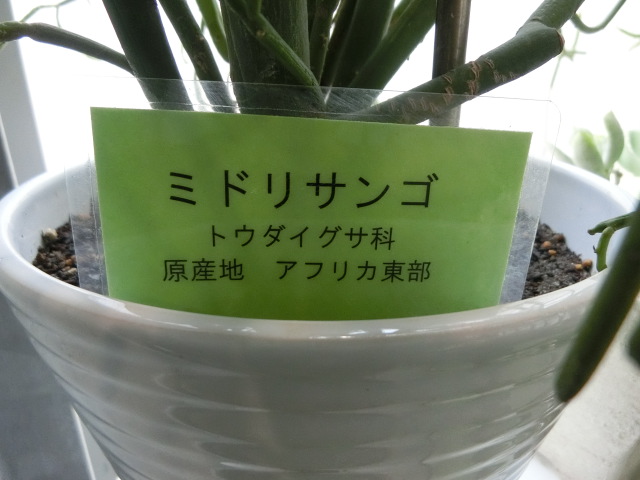 ミドリサンゴ
トウダイグサ科
原産地　アフリカ東部